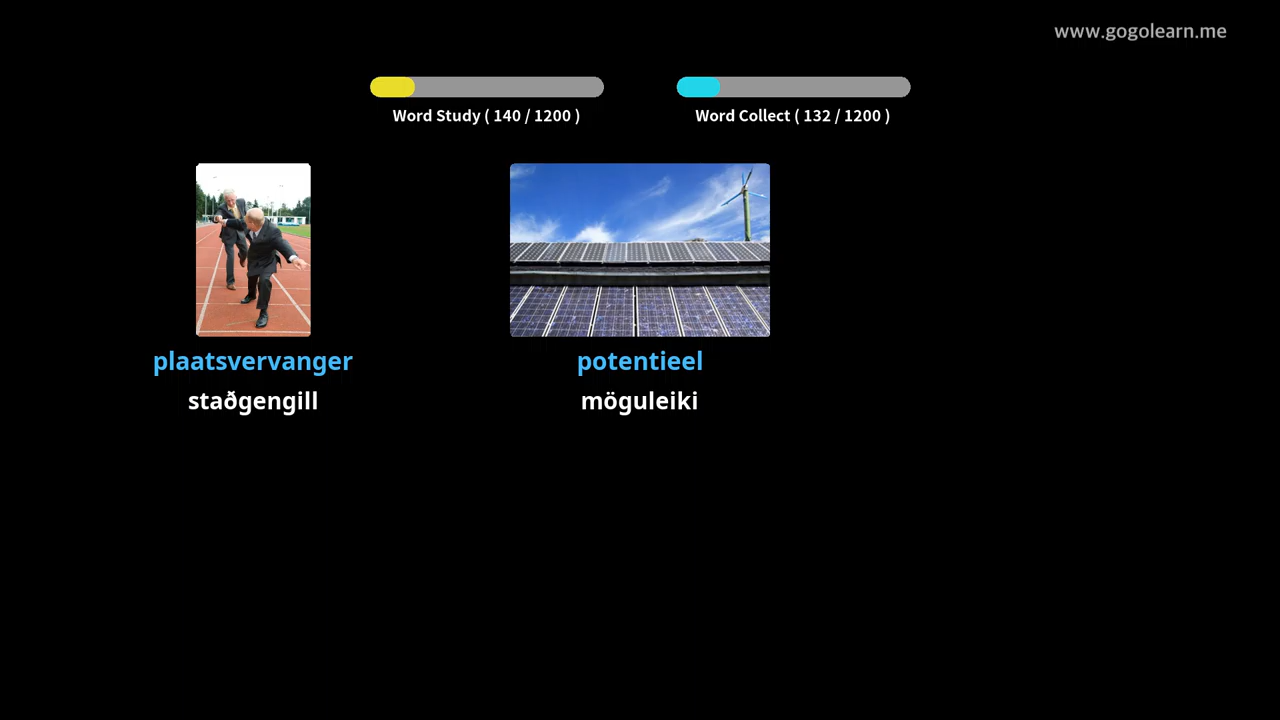 www.gogolearn.me
Word Study ( 140 / 1200 )
Word Collect ( 132 / 1200 )
plaatsvervanger
staðgengill
potentieel
möguleiki